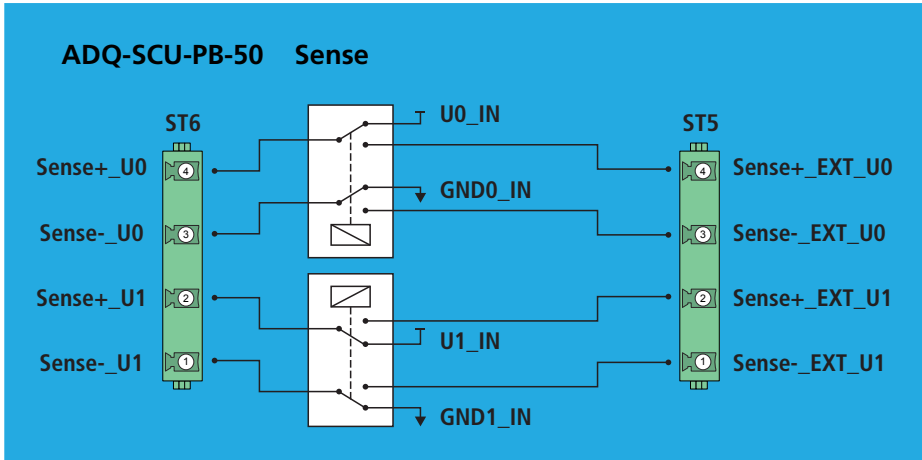 ADQ-SCU-PB-50 Sense
ST6
U0_IN
ST5
Sense+_U0
4
4
Sense+_EXT_U0
GND0_IN
Sense-_U0
3
3
Sense-_EXT_U0
Sense+_U1
2
2
Sense+_EXT_U1
U1_IN
Sense-_U1
1
1
Sense-_EXT_U1
GND1_IN